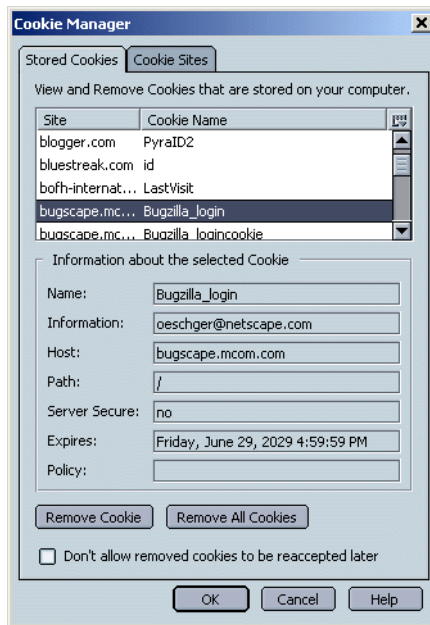 Cookie Manager
Stored Cookies Cookie Sites
View and Remove Cookies that are stored on your computer.
Site Cookie Name
blogger.com PyraID2
bluestreak.com id
bofh-internat... LastVisit
bugscape.mc... Bugzilla_login
bugscape.mc... Bugzilla_logincookie
Information about the selected Cookie
Name: Bugzilla_login
Information: oeschger@netscape.com
Host: bugscape.mcom.com
Path: /
Server Secure: no
Expires: Friday, June 29, 2029 4:59:59 PM
Policy:
Remove Cookie Remove All Cookies
Don't allow removed cookies to be reaccepted later
OK Cancel Help